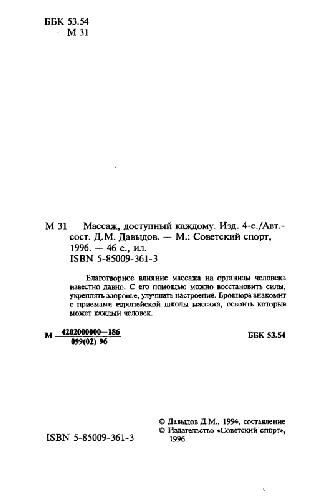 ББК 53.54
М 31
М 31 Массаж, доступный каждому. Изд. 4-е./Авт.-
сост. Д.М. Давыдов. — М.: Советский спорт,
1996. — 46 с., ил.
ISBN 5-85009-361-3
Благотворное влияние массажа на организм человека
известно давно. С его помощью можно восстановить силы,
укреплять здоровье, улучшить настроение. Брошюра знакомит
с приемами европейской школы массажа, освоить которые
может каждый человек.
М 4202000000—186
099(02) 96
ББК 53.54
© Давыдов Д.М., 1994, составление
© Издательство «Советский спорт»,
1996
ISBN 5-85009-361-3